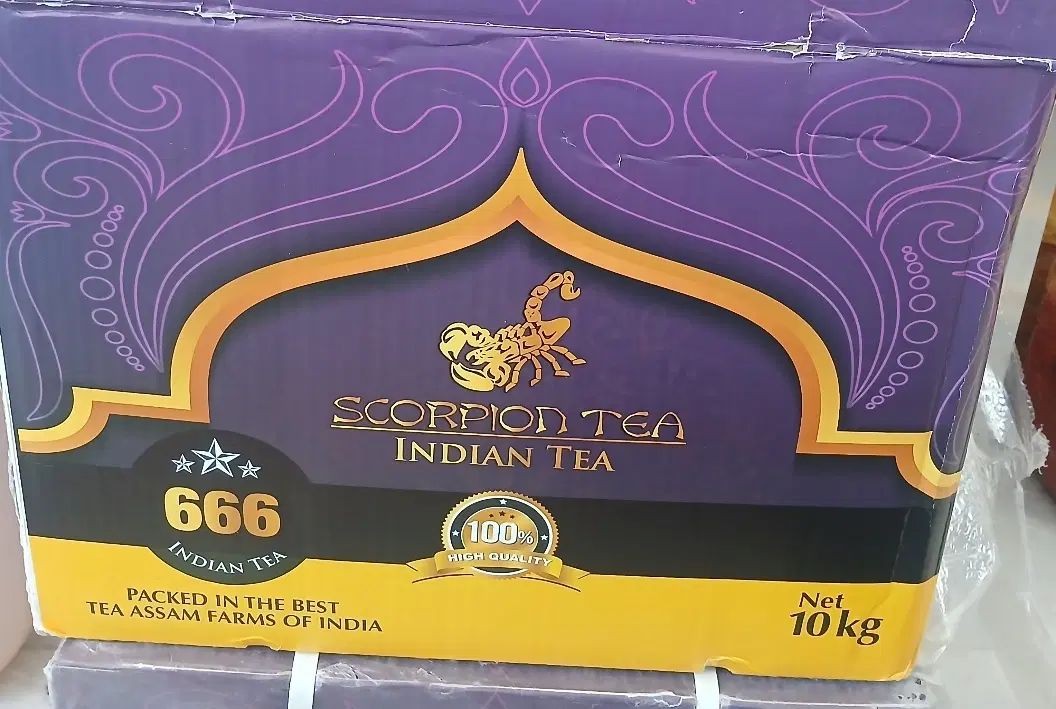 SCORPION TEA
INDIAN TEA
666
INDIAN TEA
100%
HIGH QUALITY
PACKED IN THE BEST
TEA ASSAM FARMS OF INDIA
Net
10 kg